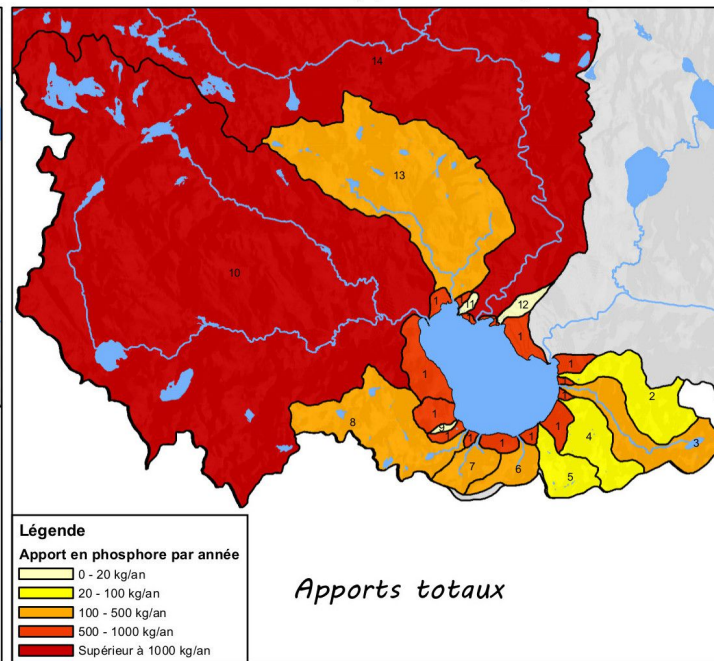 14
13
10
1
11
12
1
1
1
2
1
1
8
9
1
4
3
1
1
1
7
6
5
Légende
Apport en phosphore par année
0 - 20 kg/an
20 - 100 kg/an
100 - 500 kg/an
500 - 1000 kg/an
Supérieur à 1000 kg/an
Apports totaux